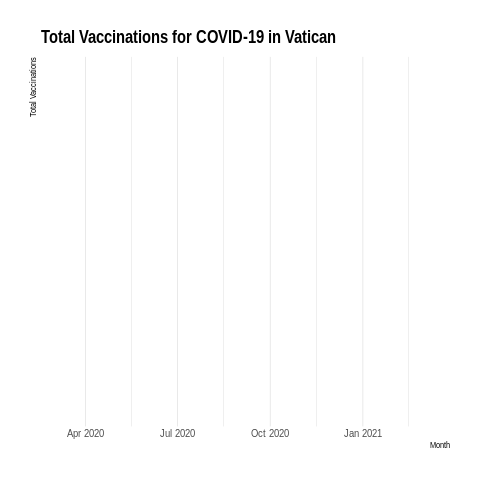 Total Vaccinations for COVID-19 in Vatican
Total Vaccinations
Apr 2020
Jul 2020
Oct 2020
Jan 2021
Month